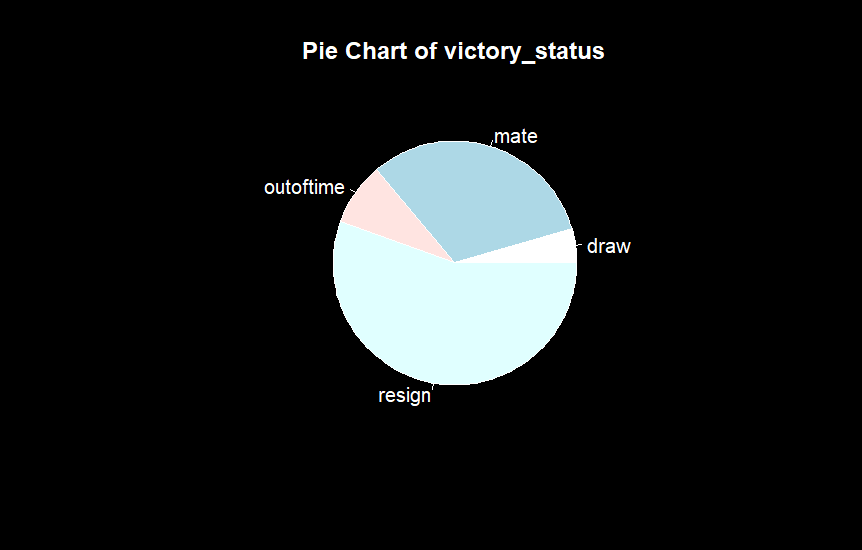 Pie Chart of victory_status
mate
outoftime
draw
resign